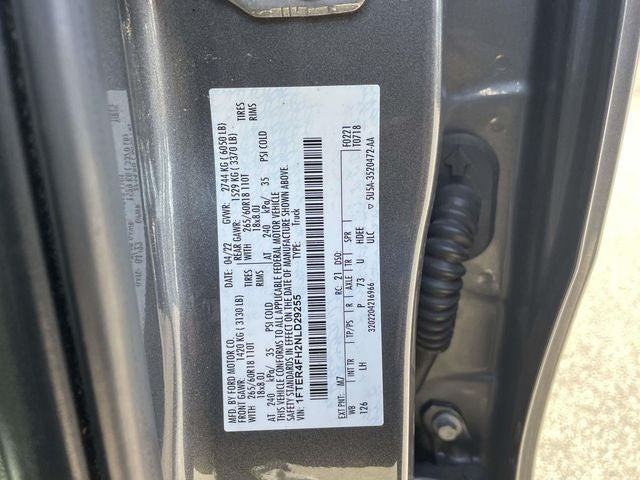 MFD. BY FORD MOTOR CO.
DATE: 04/22 GVWR: 2744 KG ( 6050 LB)
FRONT GAWR: 1420 KG ( 3130 LB) REAR GAWR: 1529 KG ( 3370 LB)
WITH 265/60R18 110T TIRES WITH 265/60R18 110T TIRES
18x8.0J RIMS 18x8.0J RIMS
AT 240 kPa/ 35 PSI COLD AT 240 kPa/ 35 PSI COLD
THIS VEHICLE CONFORMS TO ALL APPLICABLE FEDERAL MOTOR VEHICLE
SAFETY STANDARDS IN EFFECT ON THE DATE OF MANUFACTURE SHOWN ABOVE.
VIN: 1FTER4FH2NLD29255 TYPE: Truck
EXT PNT: M7 RC: 21 DSO: F0221
T0718
WB INT TR TP/PS R AXLE TR SPR
126 LH P 73 U HDEE
ULC
3202204216966 ▽ 5U5A-3520472-AA